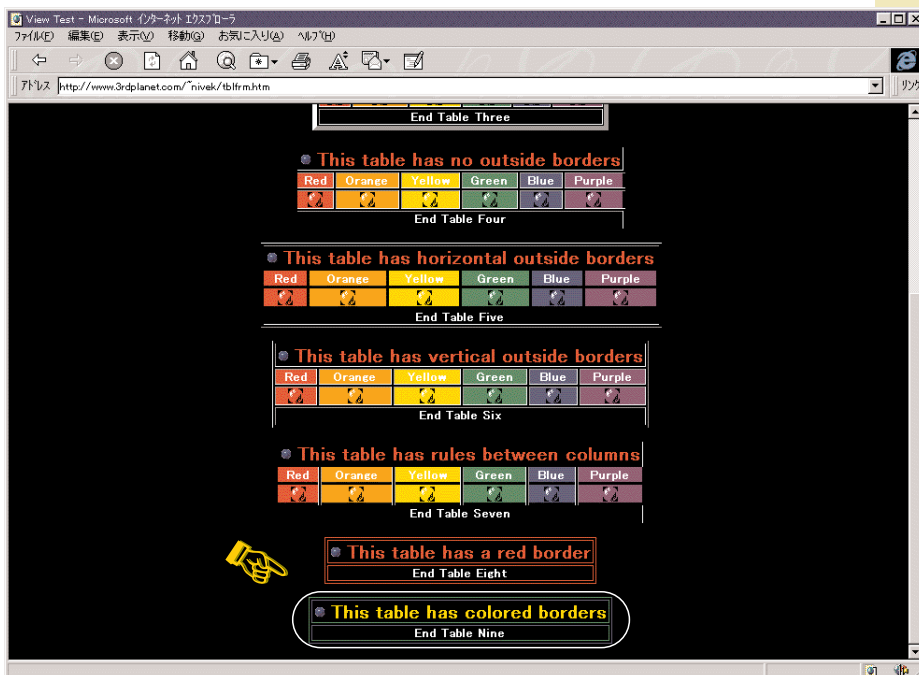 View Test - Microsoft インターネット エクスプローラ
ファイル(F) 編集(E) 表示(V) 移動(G) お気に入り(A) ヘルプ(H)
アドレス http://www.3rdplanet.com/~nivek/tblfrm.htm リンク
End Table Three
This table has no outside borders
Red Orange Yellow Green Blue Purple
End Table Four
This table has horizontal outside borders
Red Orange Yellow Green Blue Purple
End Table Five
This table has vertical outside borders
Red Orange Yellow Green Blue Purple
End Table Six
This table has rules between columns
Red Orange Yellow Green Blue Purple
End Table Seven
This table has a red border
End Table Eight
This table has colored borders
End Table Nine